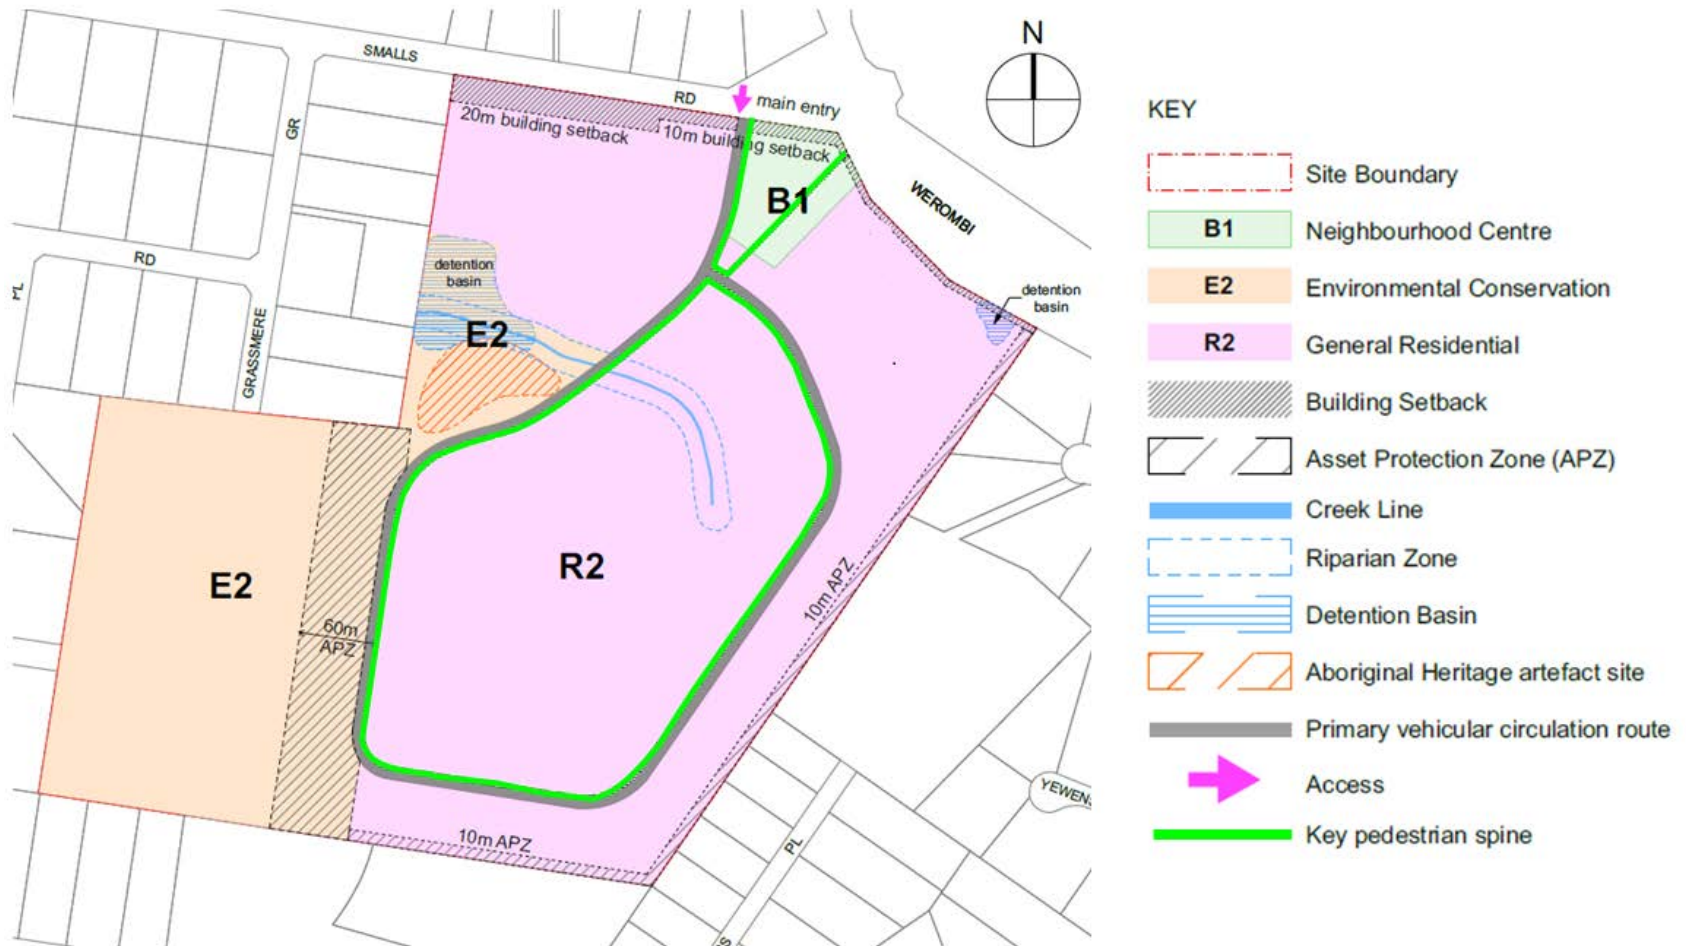 SMALLS
RD
main entry
N
20m building setback
10m building setback
GR
B1
WEROMBI
RD
detention
basin
detention
basin
PL
E2
GRASSMERE
R2
E2
10m APZ
60m
APZ
10m APZ
PL
YEWENS
S
KEY
Site Boundary
B1
Neighbourhood Centre
E2
Environmental Conservation
R2
General Residential
Building Setback
Asset Protection Zone (APZ)
Creek Line
Riparian Zone
Detention Basin
Aboriginal Heritage artefact site
Primary vehicular circulation route
Access
Key pedestrian spine